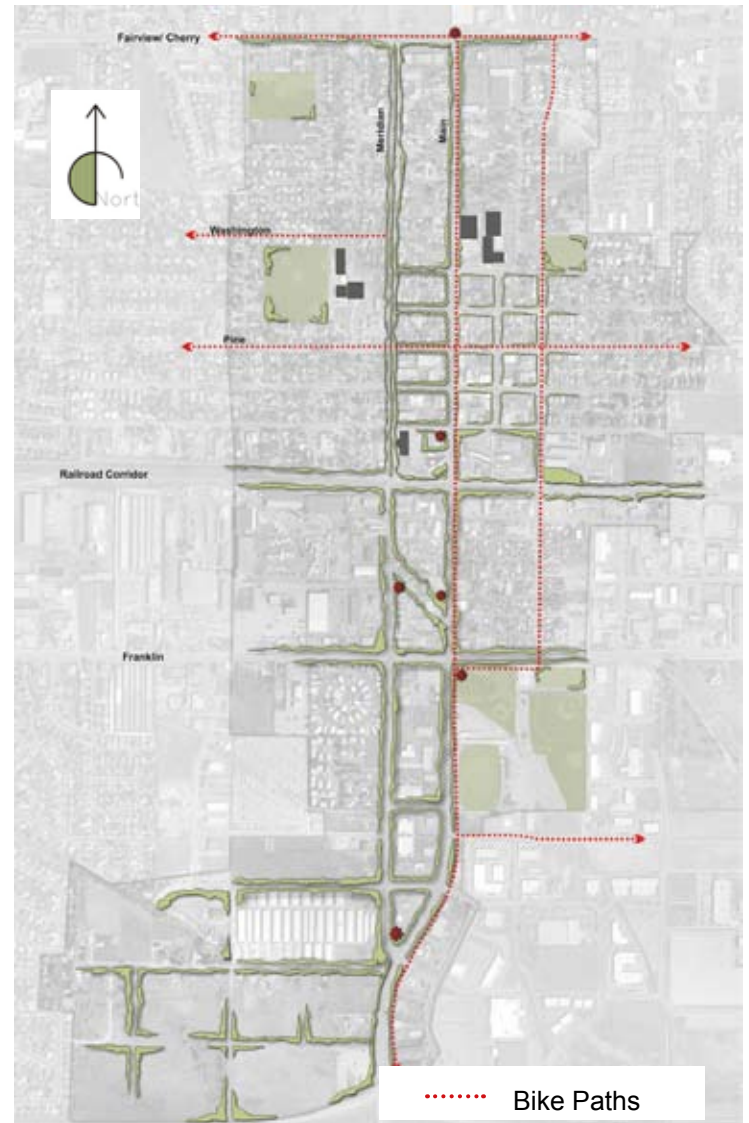 Fairview/ Cherry
Meridian
Main
Nort
Washington
Pine
Railroad Corridor
Franklin
Bike Paths